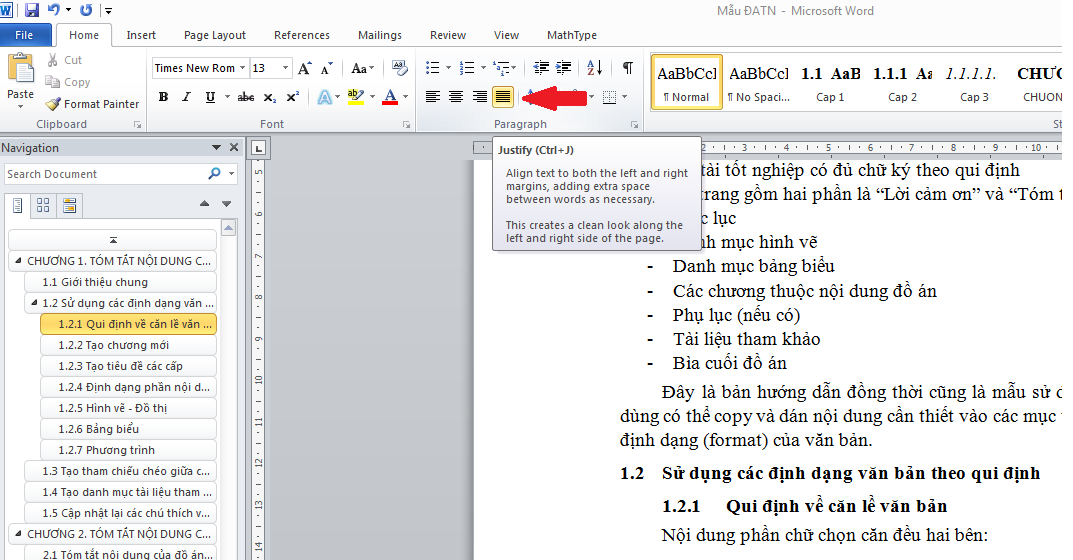 Mẫu ĐATN - Microsoft Word
File Home Insert Page Layout References Mailings Review View MathType
Paste
Cut
Copy
Format Painter
Clipboard
Times New Rom 13
B I U abc x₂ x²
Font
Paragraph
AaBbCcI AaBbCcI 1.1 AaB 1.1.1 Aa 1.1.1.1. CHƯƠ
¶ Normal ¶ No Spaci... Cap 1 Cap 2 Cap 3 CHUON
Navigation
Search Document
CHƯƠNG 1. TÓM TẮT NỘI DUNG C...
1.1 Giới thiệu chung
1.2 Sử dụng các định dạng văn ...
1.2.1 Qui định về căn lề văn ...
1.2.2 Tạo chương mới
1.2.3 Tạo tiêu đề các cấp
1.2.4 Định dạng phần nội d...
1.2.5 Hình vẽ - Đồ thị
1.2.6 Bảng biểu
1.2.7 Phương trình
1.3 Tạo tham chiếu chéo giữa c...
1.4 Tạo danh mục tài liệu tham ...
1.5 Cập nhật lại các chú thích v...
CHƯƠNG 2. TÓM TẮT NỘI DUNG C...
2.1 Tóm tắt nội dung của đồ án...
Justify (Ctrl+J)
Align text to both the left and right
margins, adding extra space
between words as necessary.
This creates a clean look along the
left and right side of the page.
tài tốt nghiệp có đủ chữ ký theo qui định
trang gồm hai phần là “Lời cảm ơn” và “Tóm t
c lục
nh mục hình vẽ
- Danh mục bảng biểu
- Các chương thuộc nội dung đồ án
- Phụ lục (nếu có)
- Tài liệu tham khảo
- Bìa cuối đồ án
Đây là bản hướng dẫn đồng thời cũng là mẫu sử d
dùng có thể copy và dán nội dung cần thiết vào các mục
định dạng (format) của văn bản.
1.2 Sử dụng các định dạng văn bản theo qui định
1.2.1 Qui định về căn lề văn bản
Nội dung phần chữ chọn căn đều hai bên: